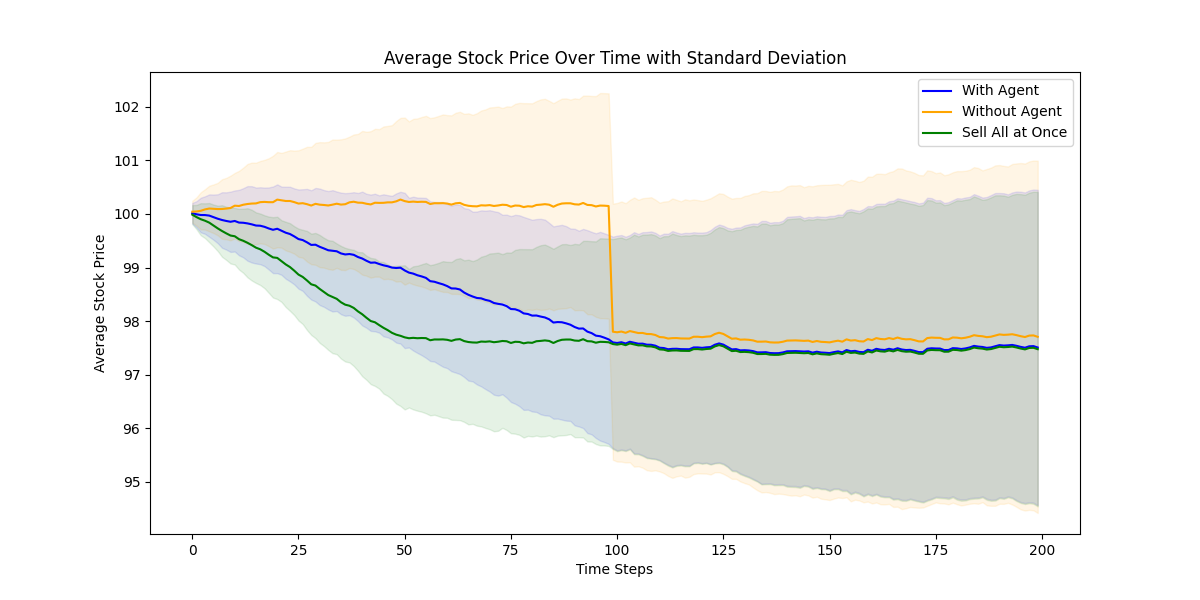 Average Stock Price Over Time with Standard Deviation
With Agent
Without Agent
Sell All at Once
Average Stock Price
102
101
100
99
98
97
96
95
0 25 50 75 100 125 150 175 200
Time Steps